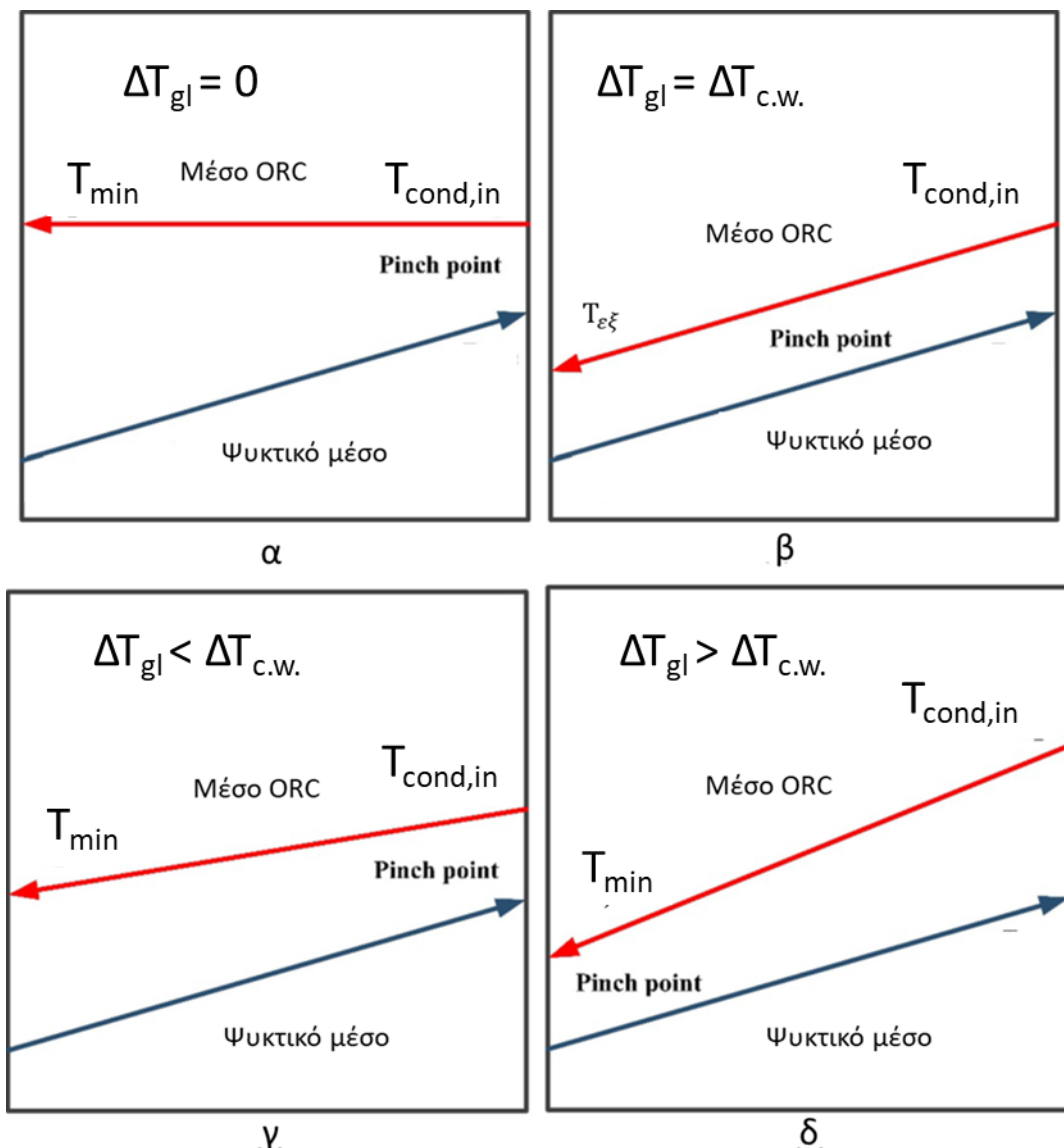 ΔTgl = 0
Μέσο ORC
Tmin
Tcond,in
Pinch point
Ψυκτικό μέσο
α
ΔTgl = ΔTc.w.
Tcond,in
Μέσο ORC
Tεξ
Pinch point
Ψυκτικό μέσο
β
ΔTgl < ΔTc.w.
Tcond,in
Μέσο ORC
Tmin
Pinch point
Ψυκτικό μέσο
γ
ΔTgl > ΔTc.w.
Tcond,in
Μέσο ORC
Tmin
Pinch point
Ψυκτικό μέσο
δ